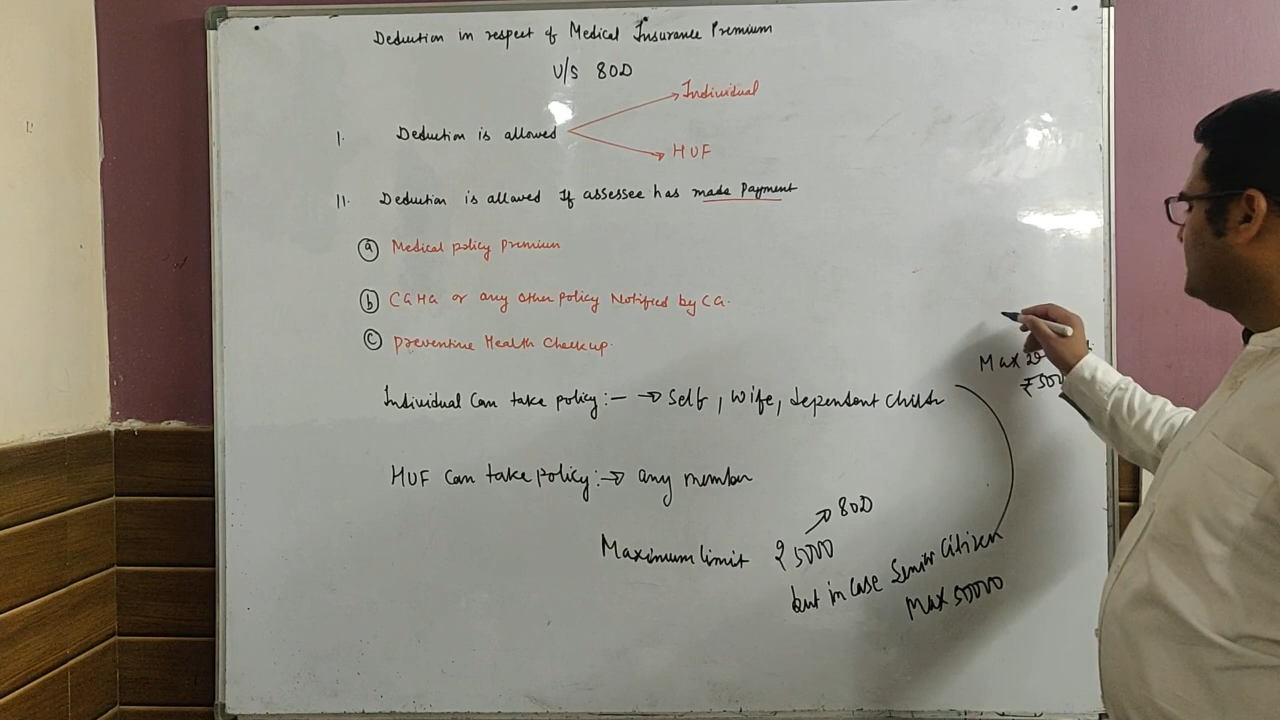 Deduction in respect of Medical Insurance Premium
U/S 80D
I. Deduction is allowed
Individual
HUF
II. Deduction is allowed If assessee has made Payment
(a) Medical policy premium
(b) CGHG or any other policy Notified by CG.
(c) Preventive Health Checkup.
Individual Can take policy:- → Self, Wife, dependent child
Max
₹500
HUF Can take policy:→ any member
→ 80D
Maximum limit ₹ 5000
but in case Senior Citizen
Max 50000